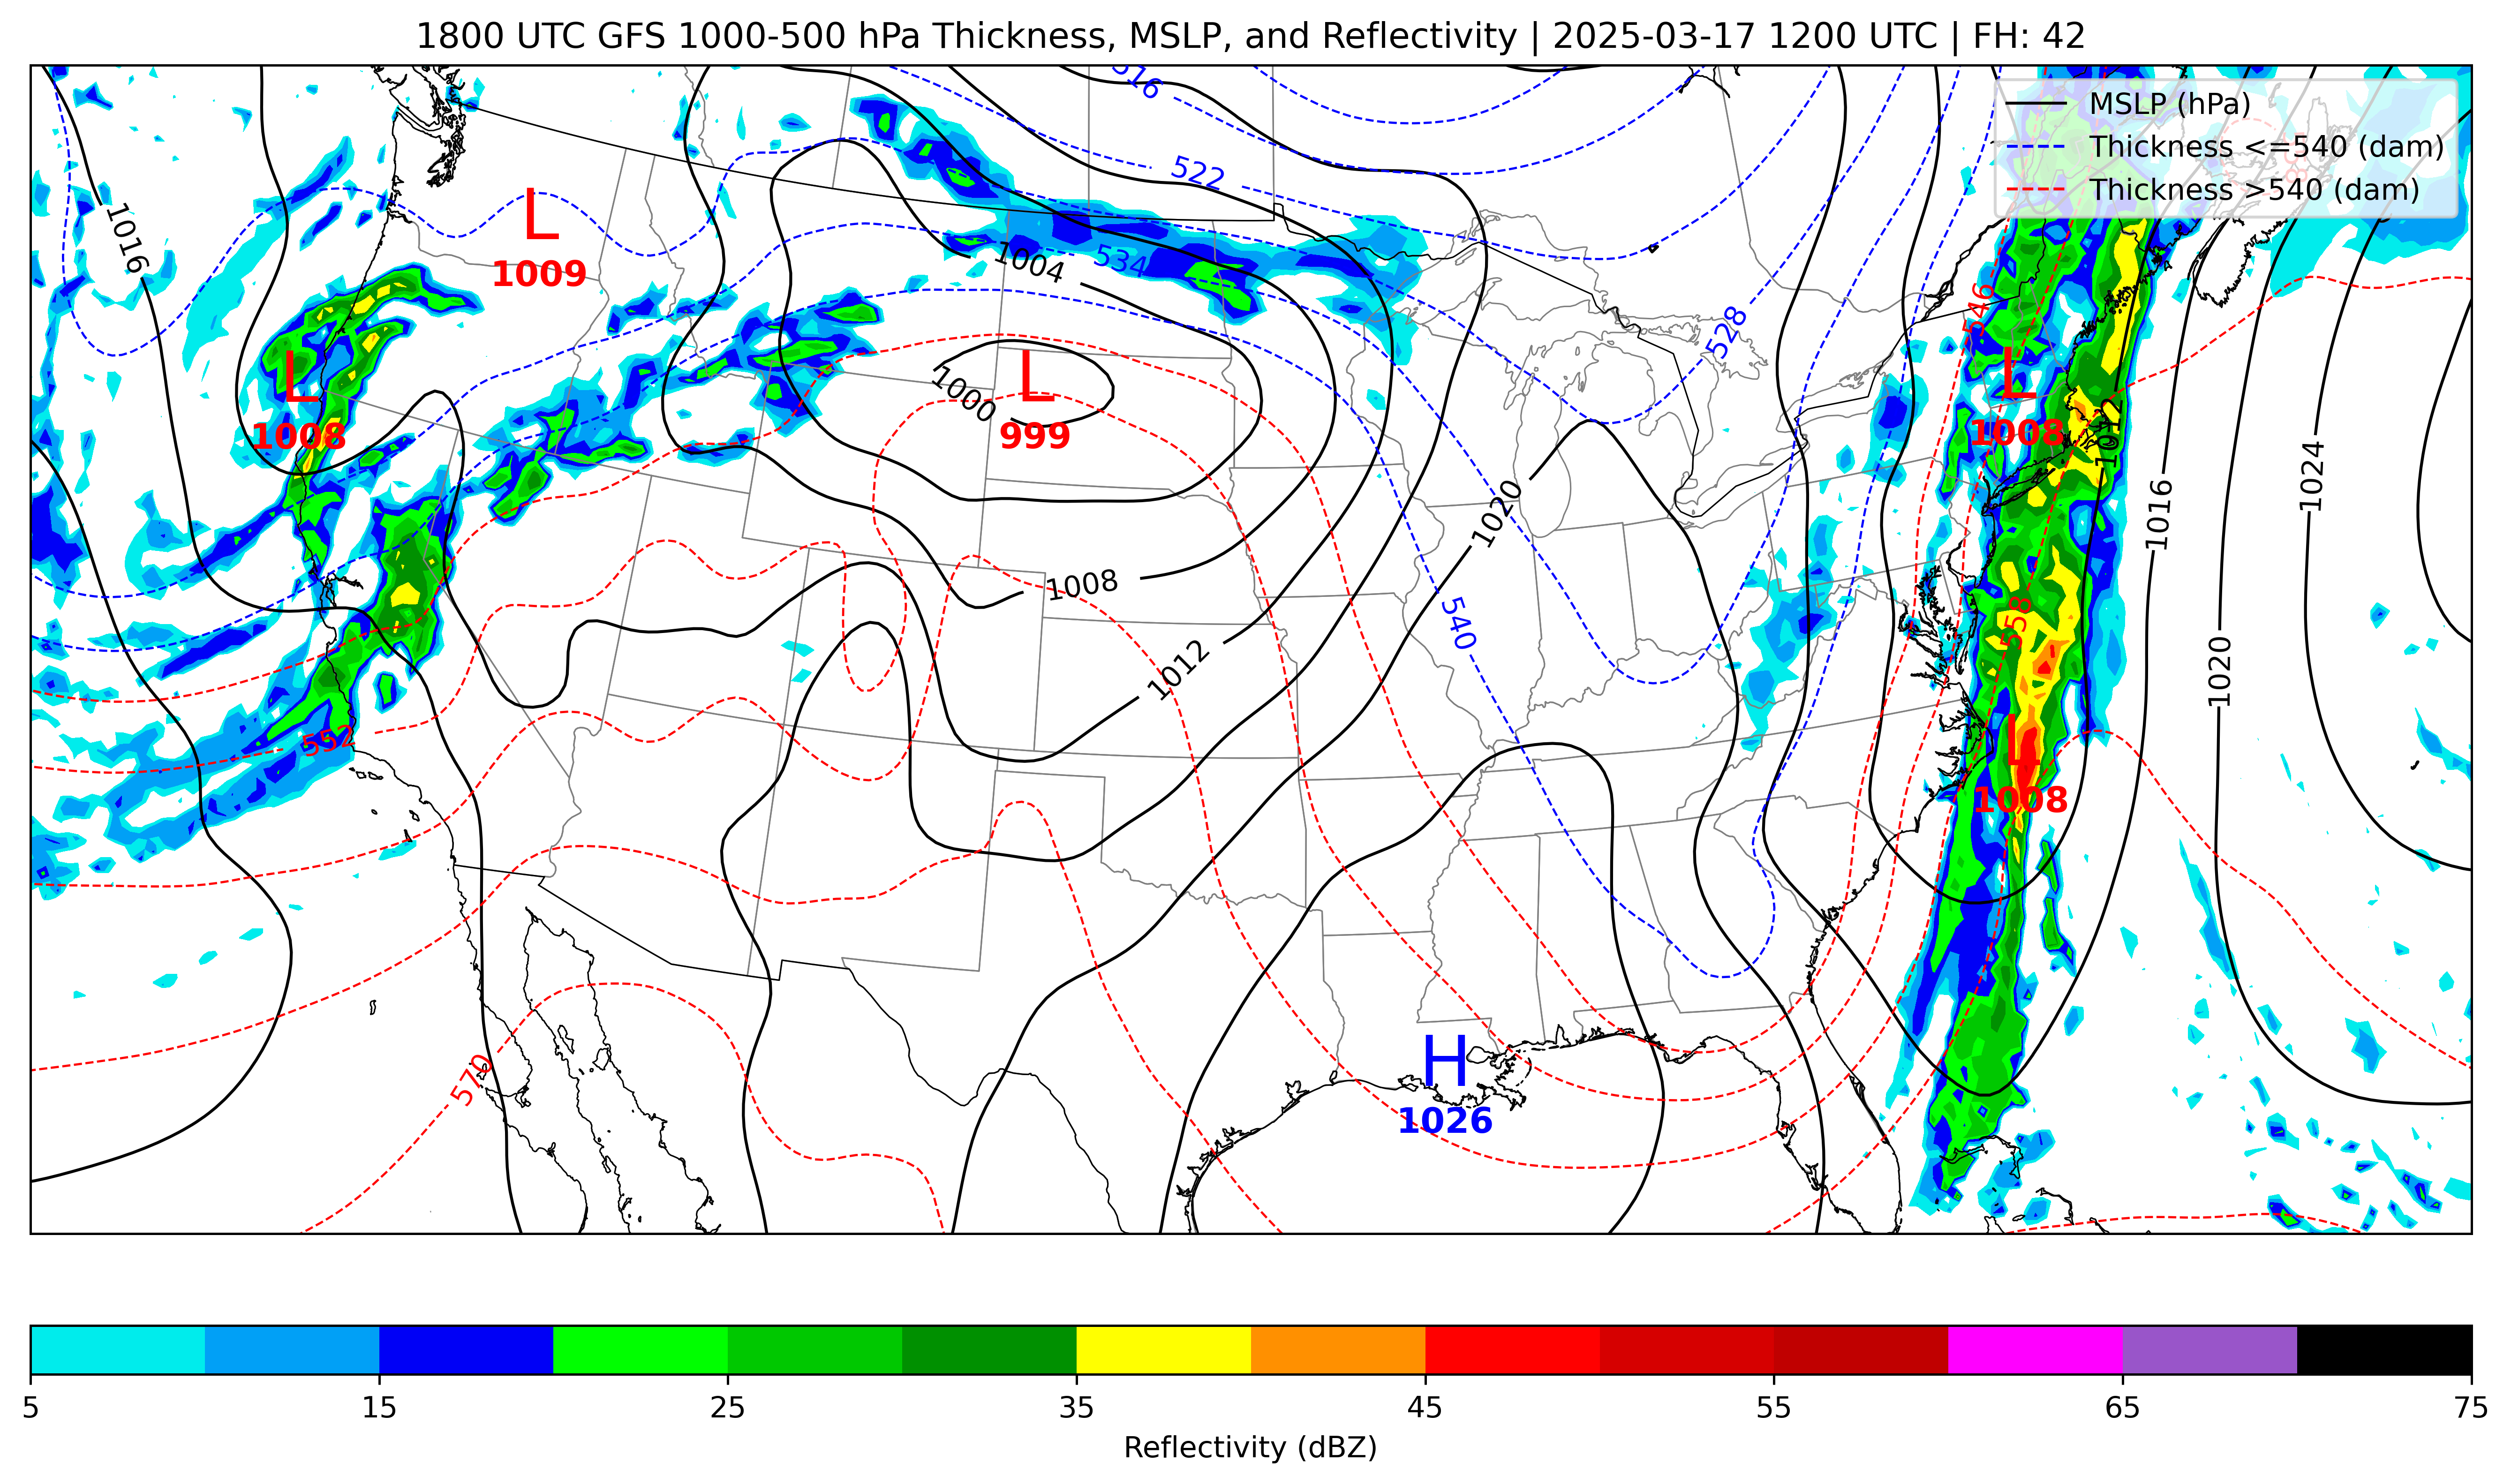 1800 UTC GFS 1000-500 hPa Thickness, MSLP, and Reflectivity | 2025-03-17 1200 UTC | FH: 42
MSLP (hPa)
Thickness <=540 (dam)
Thickness >540 (dam)
516
522
1016
L
1009
1004
534
546
528
L
1008
1000
L
999
L
1008
1012
1024
1016
1020
1008
540
558
1012
1020
552
L
1008
570
H
1026
5 15 25 35 45 55 65 75
Reflectivity (dBZ)